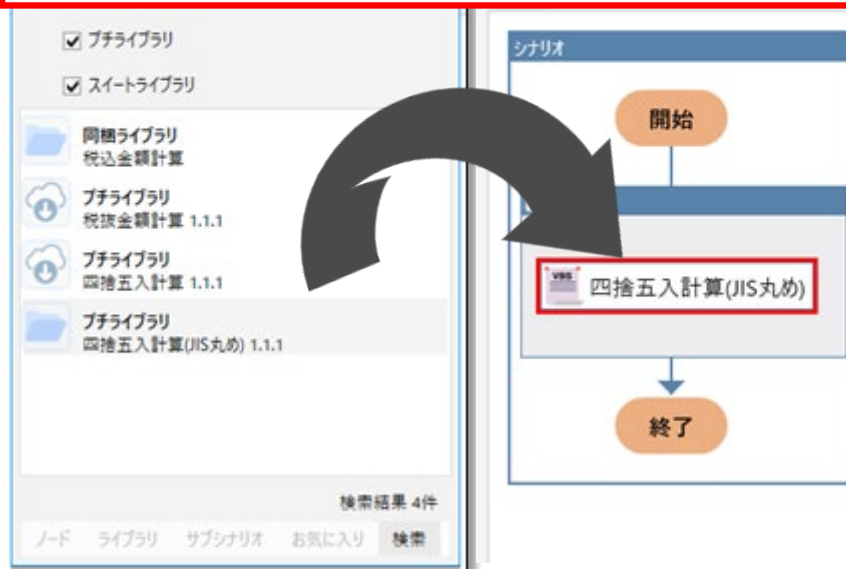 プチライブラリ
スイートライブラリ
同梱ライブラリ
税込金額計算
プチライブラリ
税抜金額計算 1.1.1
プチライブラリ
四捨五入計算 1.1.1
プチライブラリ
四捨五入計算(JIS丸め) 1.1.1
検索結果 4件
ノード ライブラリ サブシナリオ お気に入り 検索
シナリオ
開始
VBS
四捨五入計算(JIS丸め)
終了